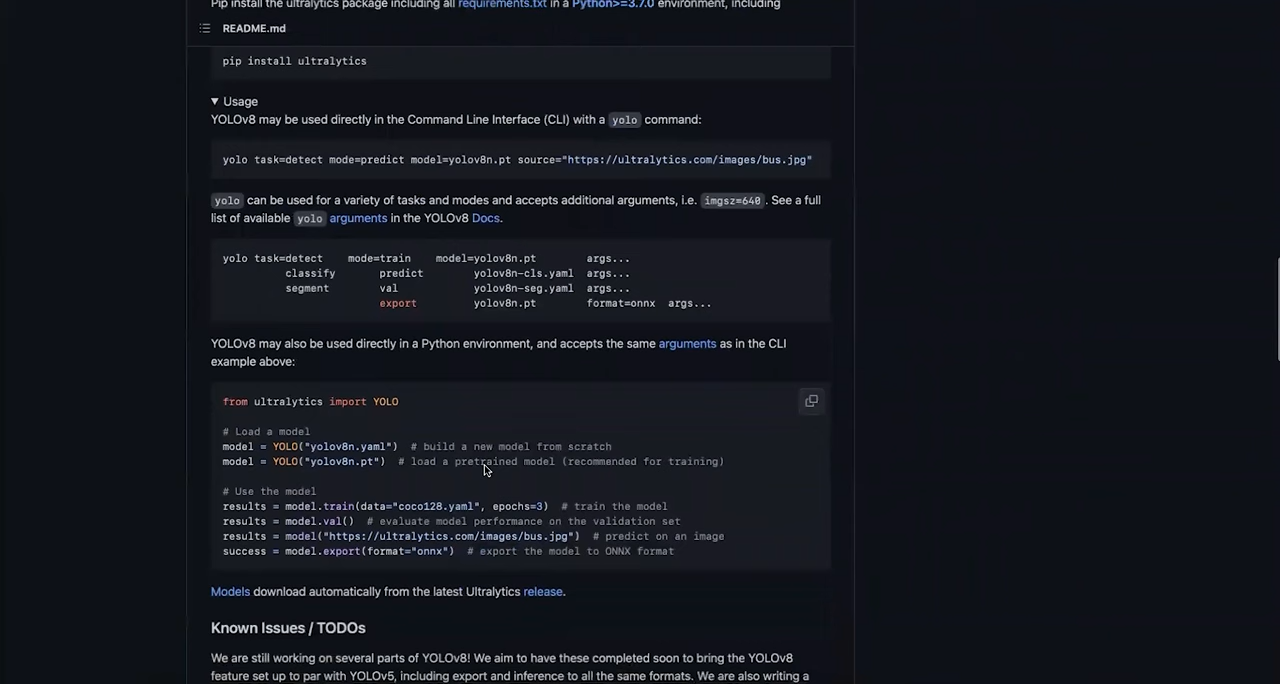 Pip install the ultralytics package including all requirements.txt in a Python>=3.7.0 environment, including
README.md
pip install ultralytics
▼ Usage
YOLOv8 may be used directly in the Command Line Interface (CLI) with a yolo command:
yolo task=detect mode=predict model=yolov8n.pt source="https://ultralytics.com/images/bus.jpg"
yolo can be used for a variety of tasks and modes and accepts additional arguments, i.e. imgsz=640. See a full
list of available yolo arguments in the YOLOv8 Docs.
yolo task=detect    mode=train    model=yolov8n.pt        args...
          classify       predict        yolov8n-cls.yaml  args...
          segment        val            yolov8n-seg.yaml  args...
                         export         yolov8n.pt        format=onnx  args...
YOLOv8 may also be used directly in a Python environment, and accepts the same arguments as in the CLI
example above:
from ultralytics import YOLO
# Load a model
model = YOLO("yolov8n.yaml")  # build a new model from scratch
model = YOLO("yolov8n.pt")  # load a pretrained model (recommended for training)
# Use the model
results = model.train(data="coco128.yaml", epochs=3)  # train the model
results = model.val()  # evaluate model performance on the validation set
results = model("https://ultralytics.com/images/bus.jpg")  # predict on an image
success = model.export(format="onnx")  # export the model to ONNX format
Models download automatically from the latest Ultralytics release.
Known Issues / TODOs
We are still working on several parts of YOLOv8! We aim to have these completed soon to bring the YOLOv8
feature set up to par with YOLOv5, including export and inference to all the same formats. We are also writing a